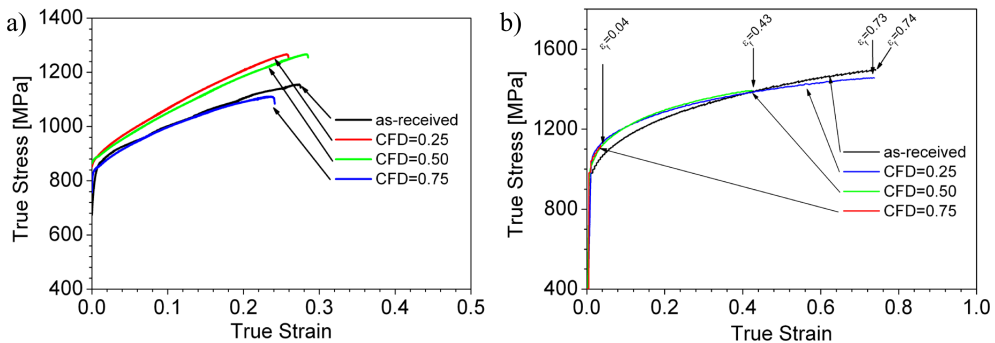 a)
True Stress [MPa]
1400
1200
1000
800
600
400
0.0 0.1 0.2 0.3 0.4 0.5
True Strain
as-received
CFD=0.25
CFD=0.50
CFD=0.75
b)
True Stress [MPa]
1600
1200
800
400
0.0 0.2 0.4 0.6 0.8 1.0
True Strain
εf=0.04
εf=0.43
εf=0.73
εf=0.74
as-received
CFD=0.25
CFD=0.50
CFD=0.75